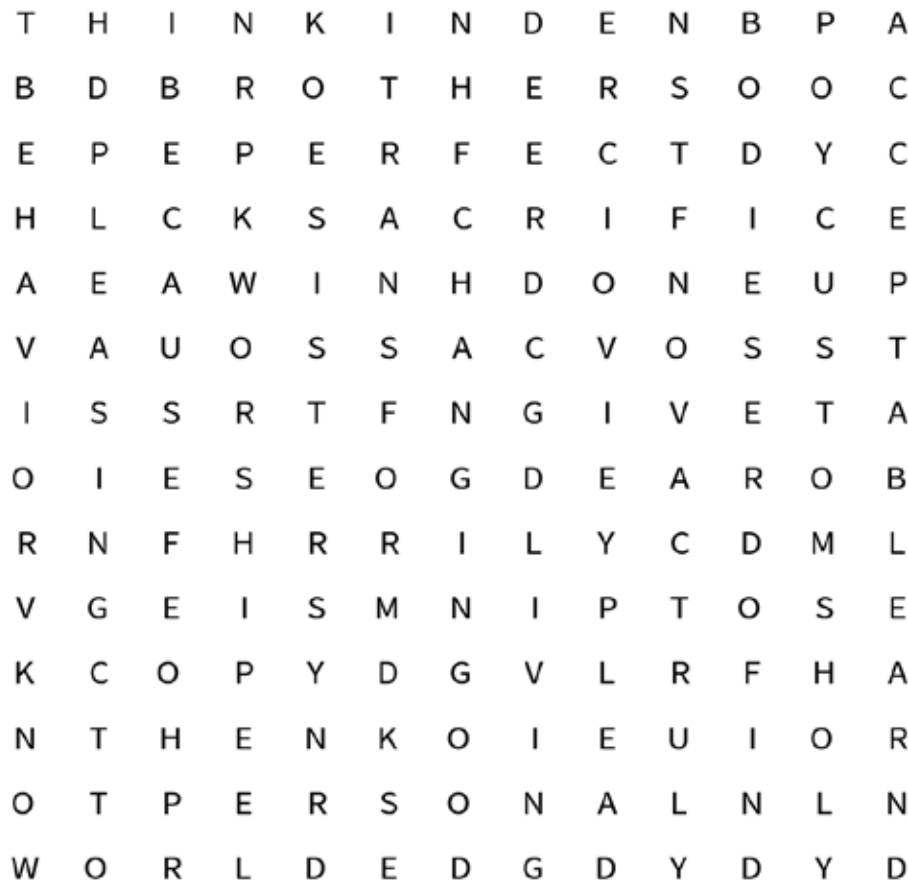 T H I N K I N D E N B P A
B D B R O T H E R S O O C
E P E P E R F E C T D Y C
H L C K S A C R I F I C E
A E A W I N H D O N E U P
V A U O S S A C V O S S T
I S S R T F N G I V E T A
O I E S E O G D E A R O B
R N F H R R I L Y C D M L
V G E I S M N I P T O S E
K C O P Y D G V L R F H A
N T H E N K O I E U I O R
O T P E R S O N A L N L N
W O R L D E D G D Y D Y D